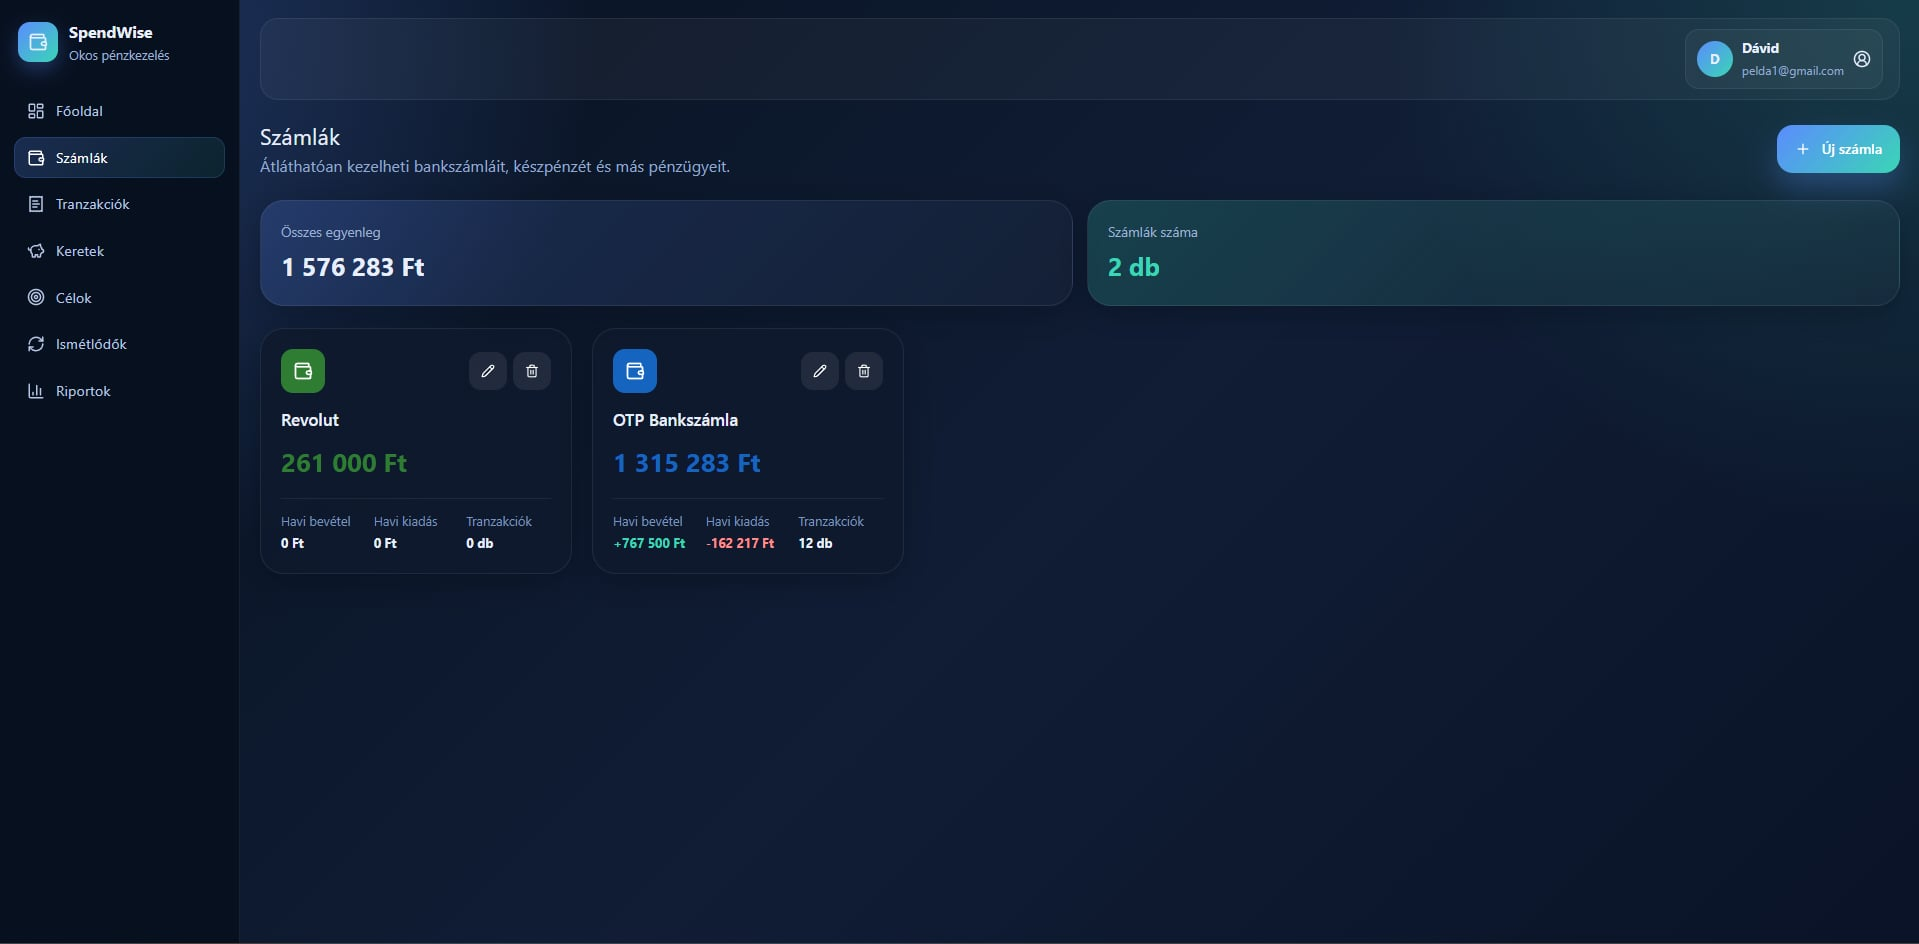 SpendWise
Okos pénzkezelés
Főoldal
Számlák
Tranzakciók
Keretek
Célok
Ismétlődők
Riportok
D
Dávid
pelda1@gmail.com
Számlák
Átláthatóan kezelheti bankszámláit, készpénzét és más pénzügyeit.
+ Új számla
Összes egyenleg
1 576 283 Ft
Számlák száma
2 db
Revolut
261 000 Ft
Havi bevétel Havi kiadás Tranzakciók
0 Ft 0 Ft 0 db
OTP Bankszámla
1 315 283 Ft
Havi bevétel Havi kiadás Tranzakciók
+767 500 Ft -162 217 Ft 12 db